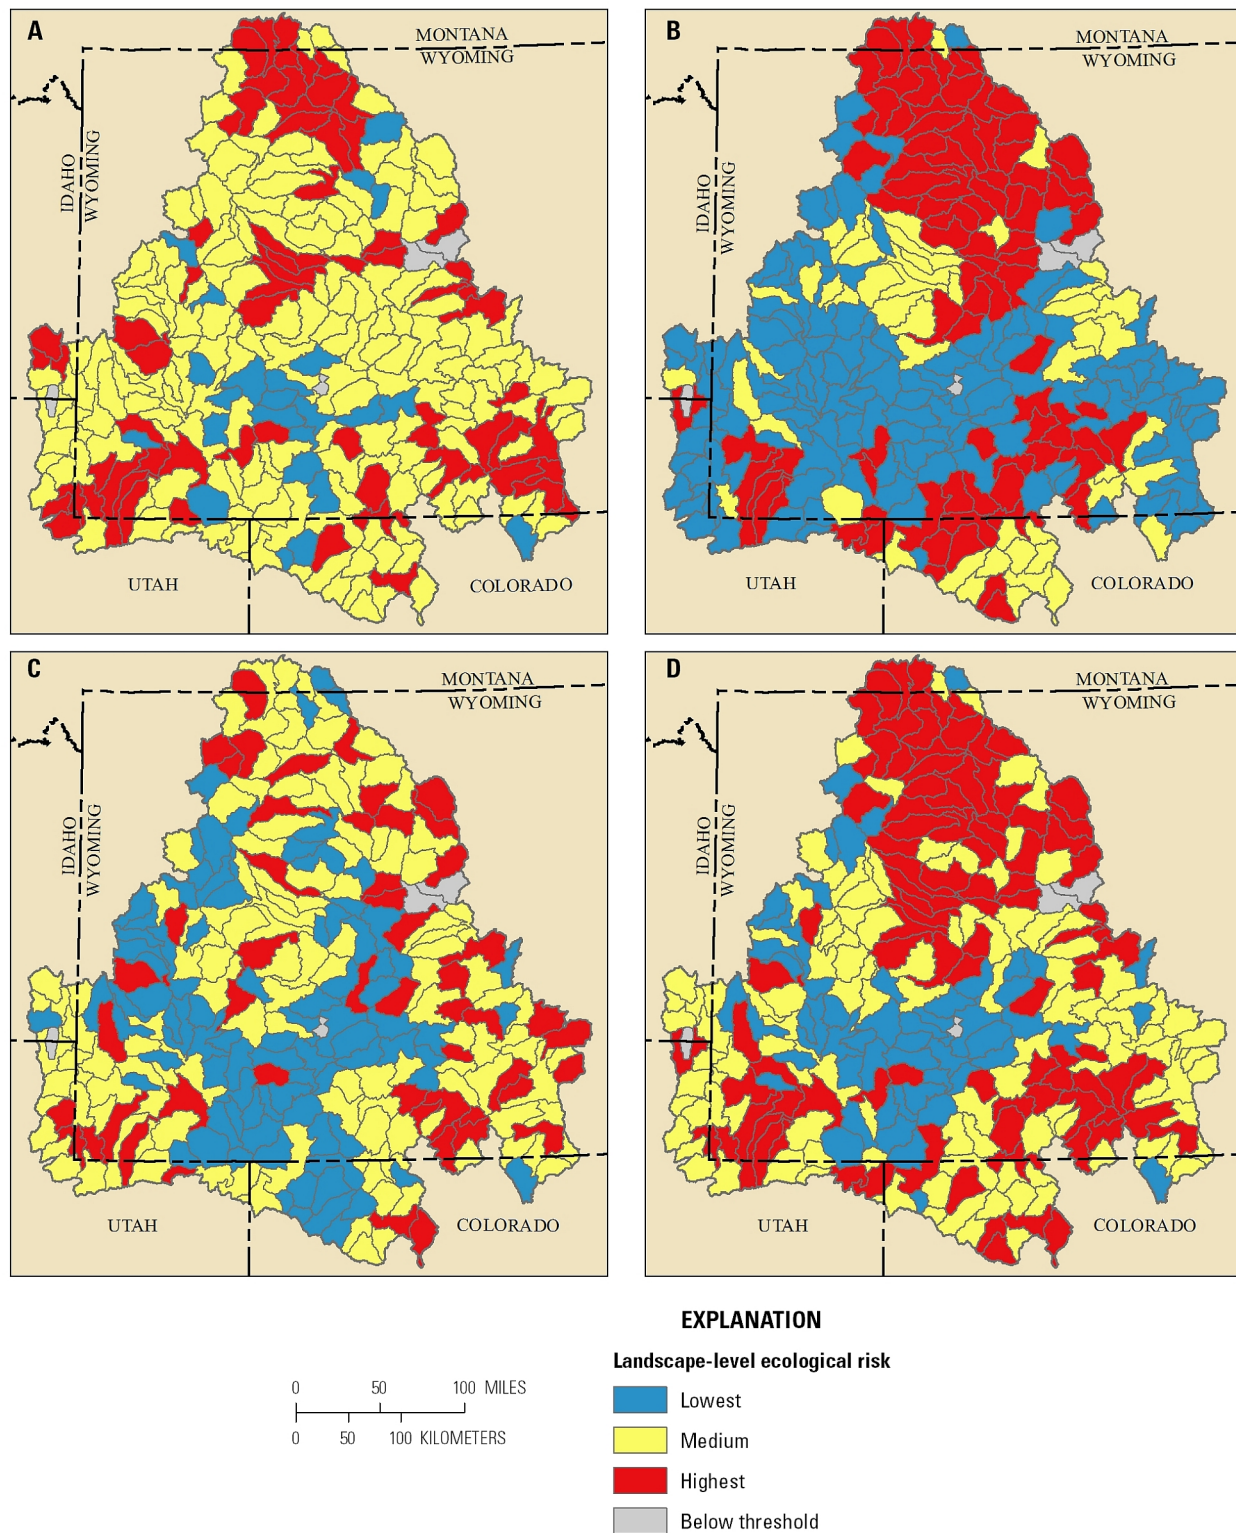 A
MONTANA
WYOMING
IDAHO
WYOMING
UTAH
COLORADO
B
MONTANA
WYOMING
IDAHO
WYOMING
UTAH
COLORADO
C
MONTANA
WYOMING
IDAHO
WYOMING
UTAH
COLORADO
D
MONTANA
WYOMING
IDAHO
WYOMING
UTAH
COLORADO
EXPLANATION
Landscape-level ecological risk
Lowest
Medium
Highest
Below threshold
0 50 100 MILES
0 50 100 KILOMETERS